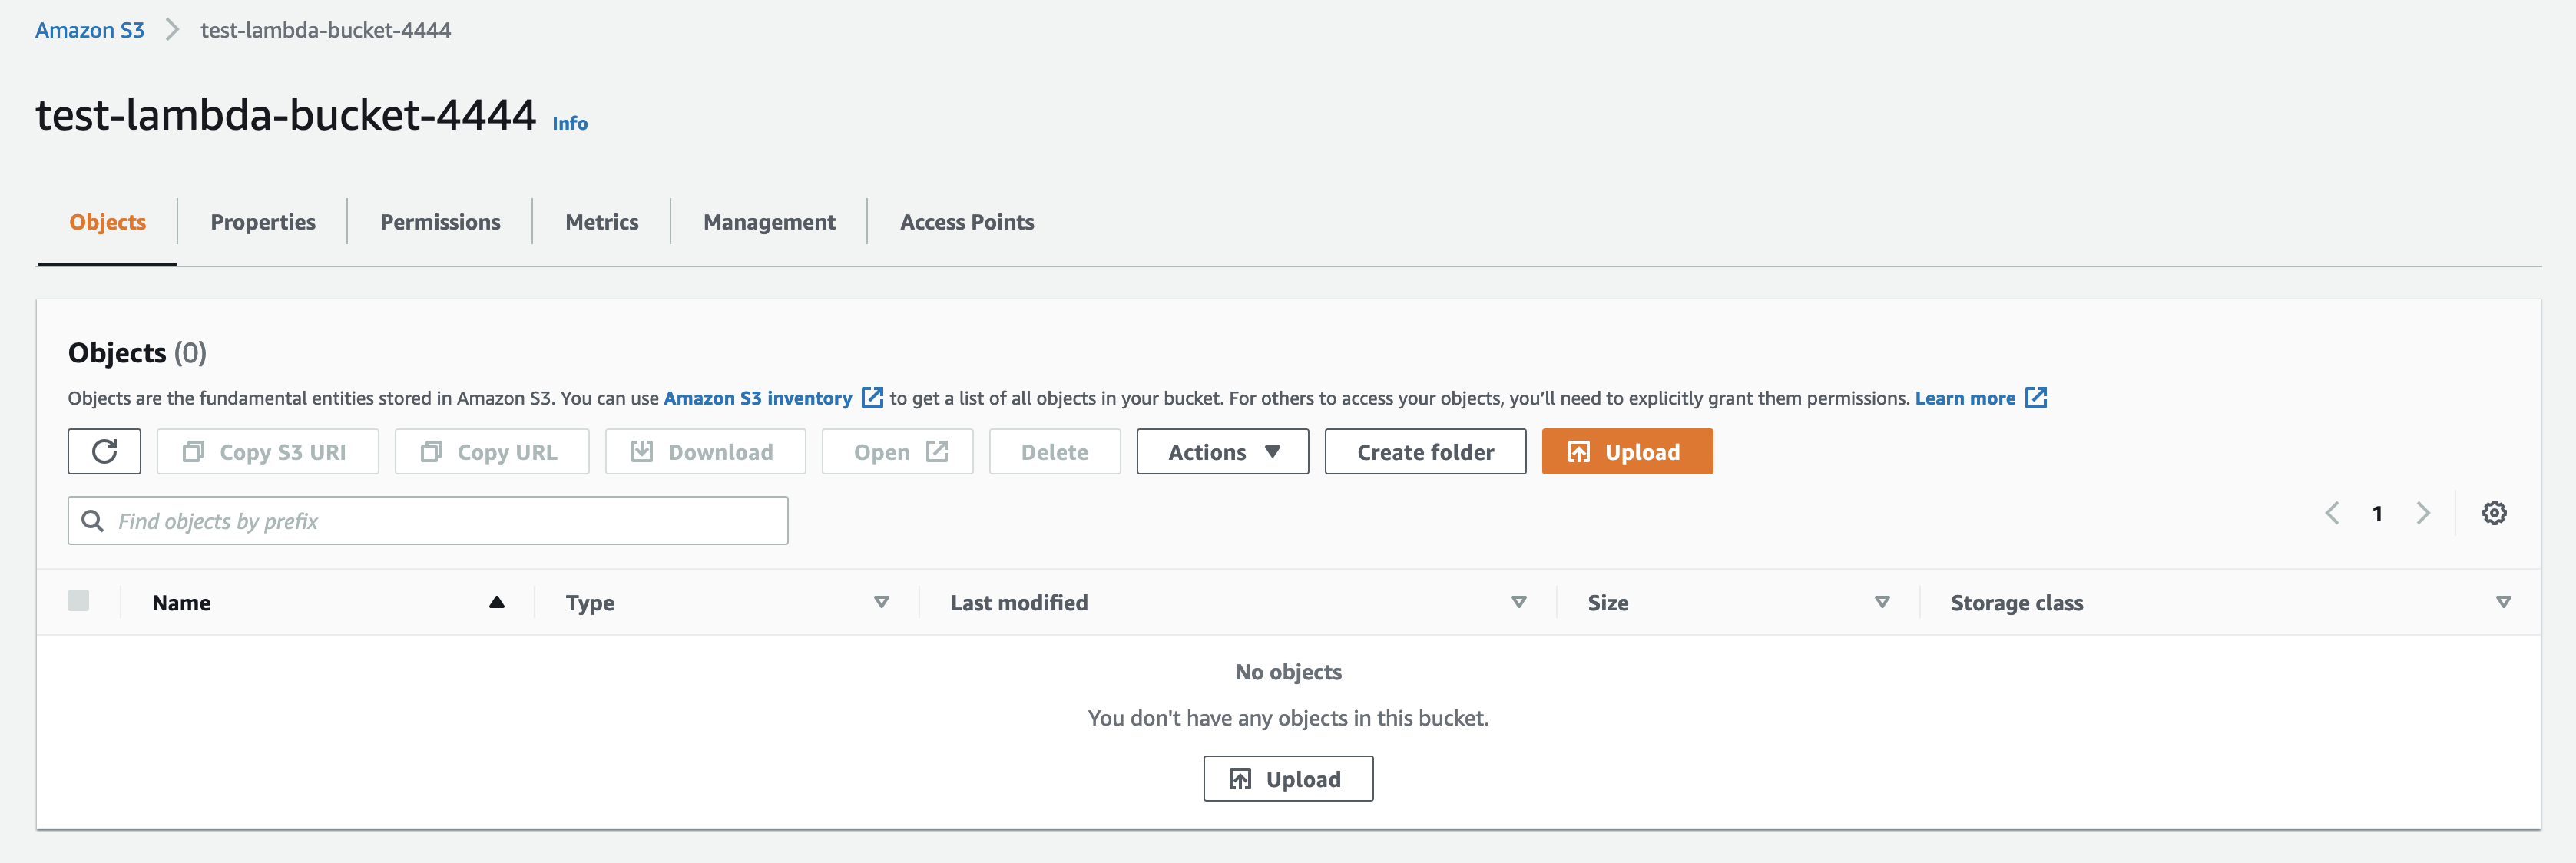 Amazon S3 > test-lambda-bucket-4444
test-lambda-bucket-4444 Info
Objects Properties Permissions Metrics Management Access Points
Objects (0)
Objects are the fundamental entities stored in Amazon S3. You can use Amazon S3 inventory to get a list of all objects in your bucket. For others to access your objects, you’ll need to explicitly grant them permissions. Learn more
Copy S3 URI Copy URL Download Open Delete Actions Create folder Upload
Find objects by prefix 1
Name Type Last modified Size Storage class
No objects
You don't have any objects in this bucket.
Upload